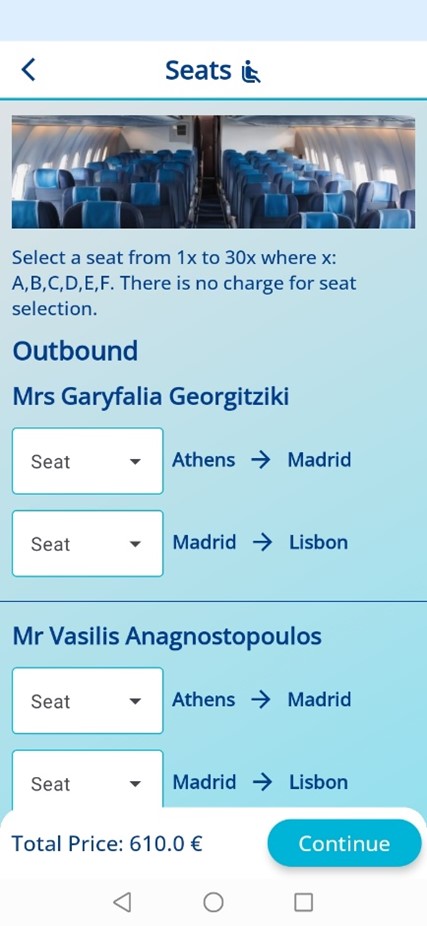 Seats
Select a seat from 1x to 30x where x:
A,B,C,D,E,F. There is no charge for seat
selection.
Outbound
Mrs Garyfalia Georgitziki
Seat Athens → Madrid
Seat Madrid → Lisbon
Mr Vasilis Anagnostopoulos
Seat Athens → Madrid
Seat Madrid → Lisbon
Total Price: 610.0 € Continue